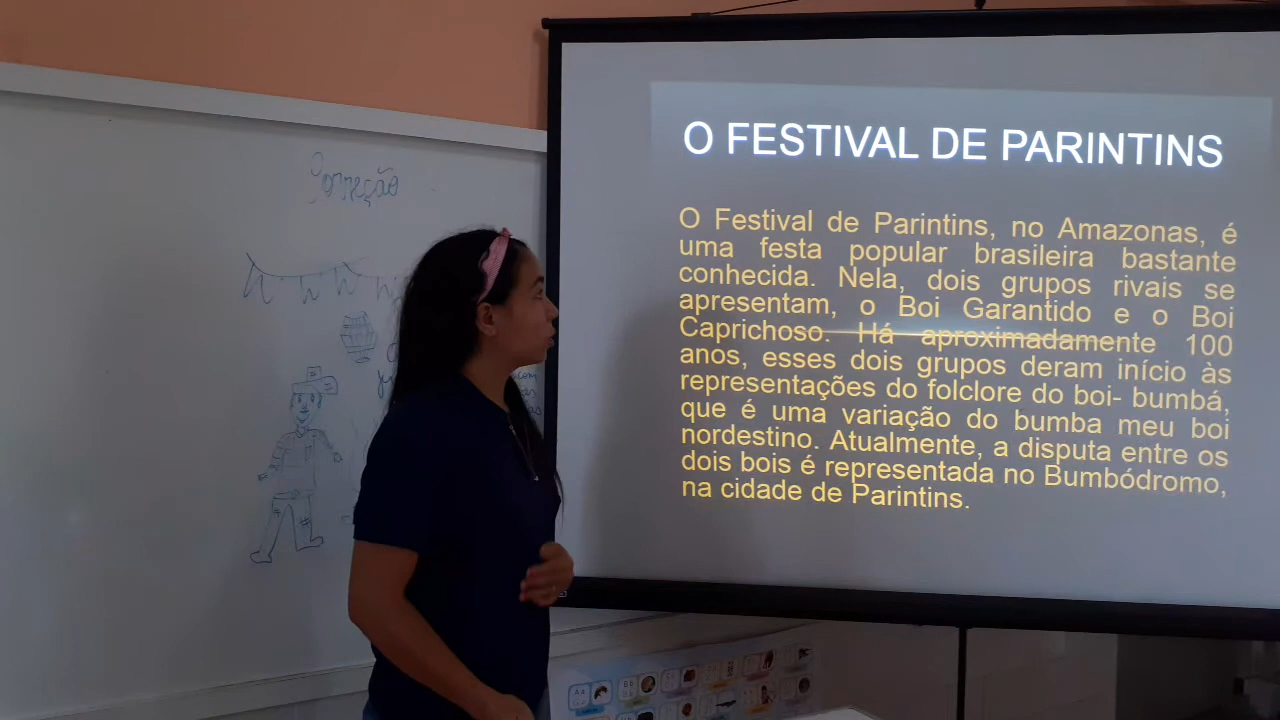 Correção
O FESTIVAL DE PARINTINS
O Festival de Parintins, no Amazonas, é
uma festa popular brasileira bastante
conhecida. Nela, dois grupos rivais se
apresentam, o Boi Garantido e o Boi
Caprichoso. Há aproximadamente 100
anos, esses dois grupos deram início às
representações do folclore do boi- bumbá,
que é uma variação do bumba meu boi
nordestino. Atualmente, a disputa entre os
dois bois é representada no Bumbódromo,
na cidade de Parintins.